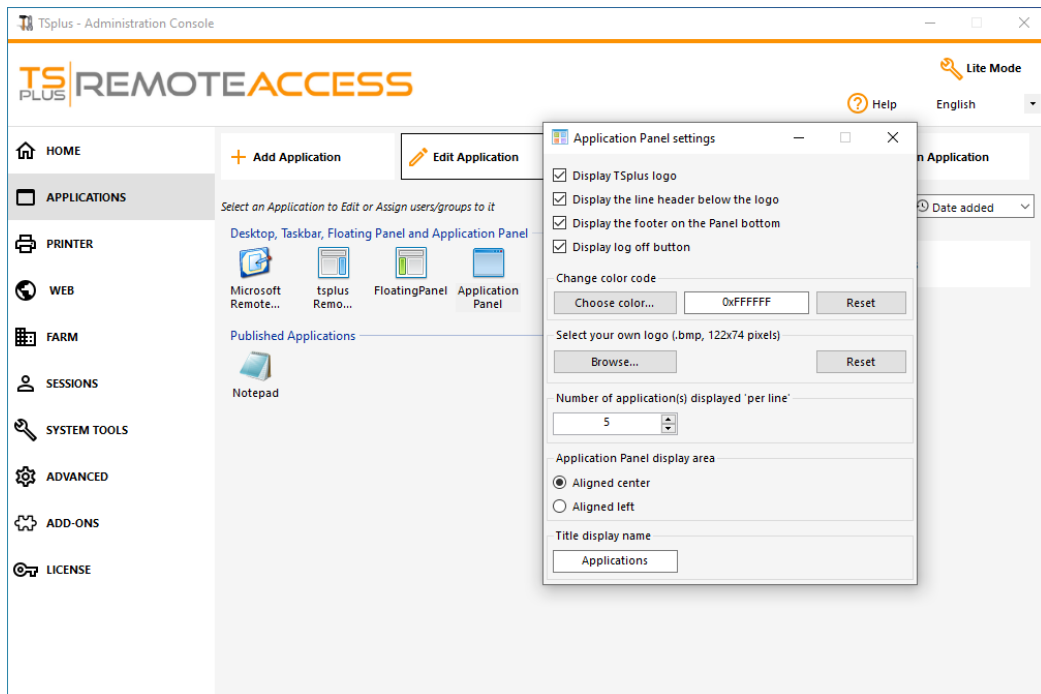 TSplus - Administration Console
TS PLUS REMOTEACCESS
Lite Mode
Help
English
HOME
APPLICATIONS
PRINTER
WEB
FARM
SESSIONS
SYSTEM TOOLS
ADVANCED
ADD-ONS
LICENSE
Add Application
Edit Application
n Application
Select an Application to Edit or Assign users/groups to it
Date added
Desktop, Taskbar, Floating Panel and Application Panel
Microsoft Remote...
tsplus Remo...
FloatingPanel
Application Panel
Published Applications
Notepad
Application Panel settings
Display TSplus logo
Display the line header below the logo
Display the footer on the Panel bottom
Display log off button
Change color code
Choose color...
0xFFFFFF
Reset
Select your own logo (.bmp, 122x74 pixels)
Browse...
Reset
Number of application(s) displayed 'per line'
5
Application Panel display area
Aligned center
Aligned left
Title display name
Applications